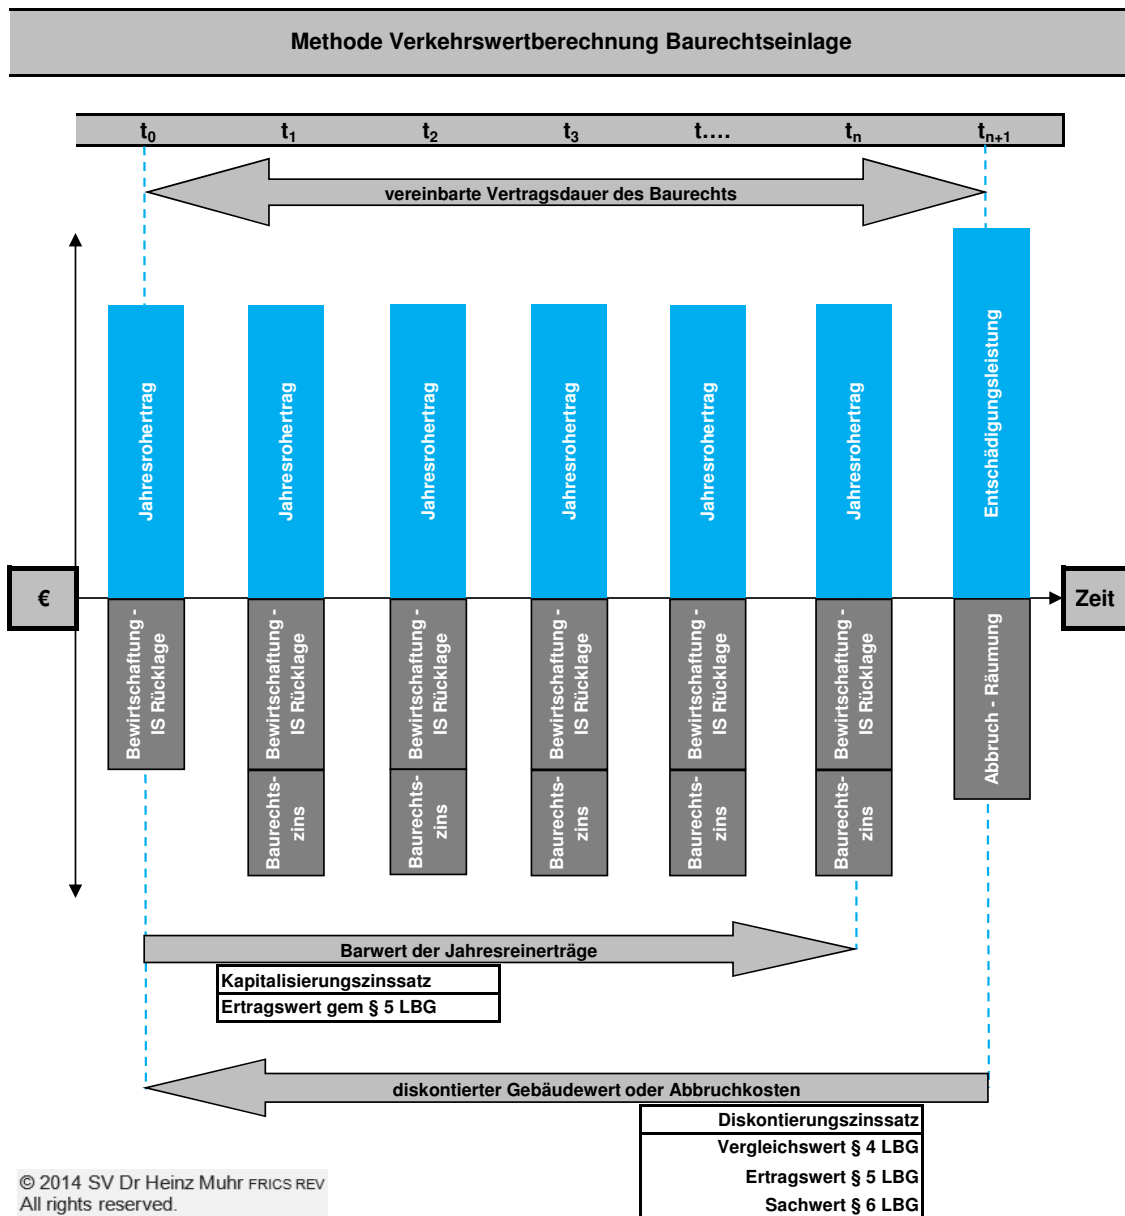 Methode Verkehrswertberechnung Baurechtseinlage
t0 t1 t2 t3 t.... tn tn+1
vereinbarte Vertragsdauer des Baurechts
Jahresrohertrag
Jahresrohertrag
Jahresrohertrag
Jahresrohertrag
Jahresrohertrag
Jahresrohertrag
Entschädigungsleistung
€
Zeit
Bewirtschaftung -
IS Rücklage
Bewirtschaftung -
IS Rücklage
Bewirtschaftung -
IS Rücklage
Bewirtschaftung -
IS Rücklage
Bewirtschaftung -
IS Rücklage
Bewirtschaftung -
IS Rücklage
Abbruch - Räumung
Baurechts-
zins
Baurechts-
zins
Baurechts-
zins
Baurechts-
zins
Baurechts-
zins
Barwert der Jahresreinerträge
Kapitalisierungszinssatz
Ertragswert gem § 5 LBG
diskontierter Gebäudewert oder Abbruchkosten
Diskontierungszinssatz
Vergleichswert § 4 LBG
Ertragswert § 5 LBG
Sachwert § 6 LBG
© 2014 SV Dr Heinz Muhr FRICS REV
All rights reserved.